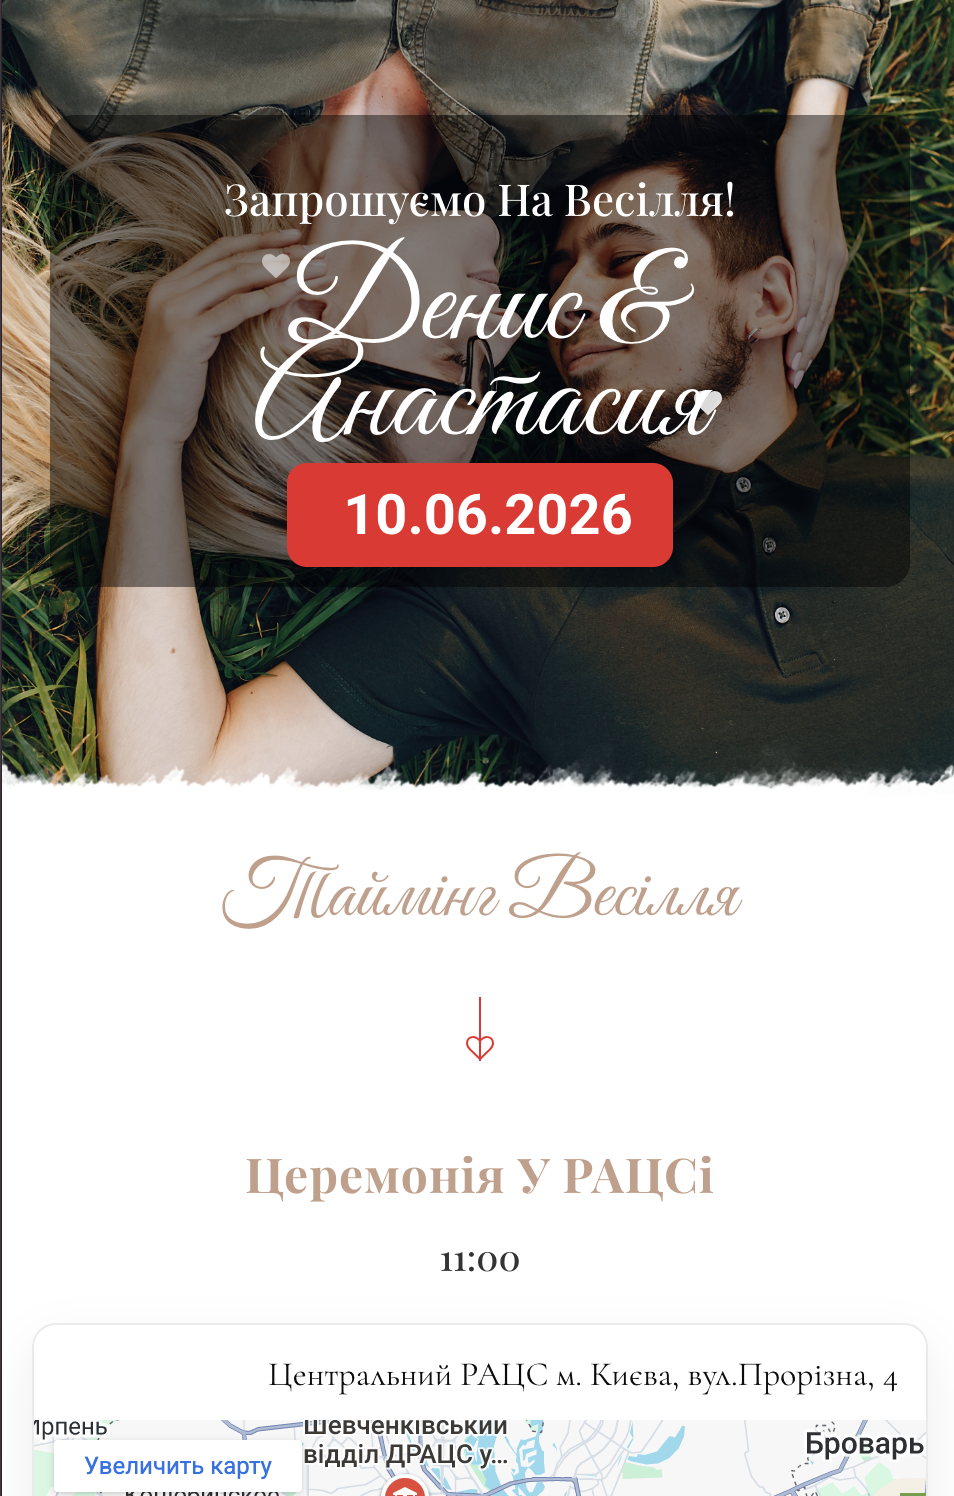 Запрошуємо На Весілля!
Денис &
Анастасия
10.06.2026
Таймінг Весілля
Церемонія У РАЦСі
11:00
Центральний РАЦС м. Києва, вул.Прорізна, 4
Ірпень
Шевченківський
відділ ДРАЦС у...
Броварь
Увеличить карту